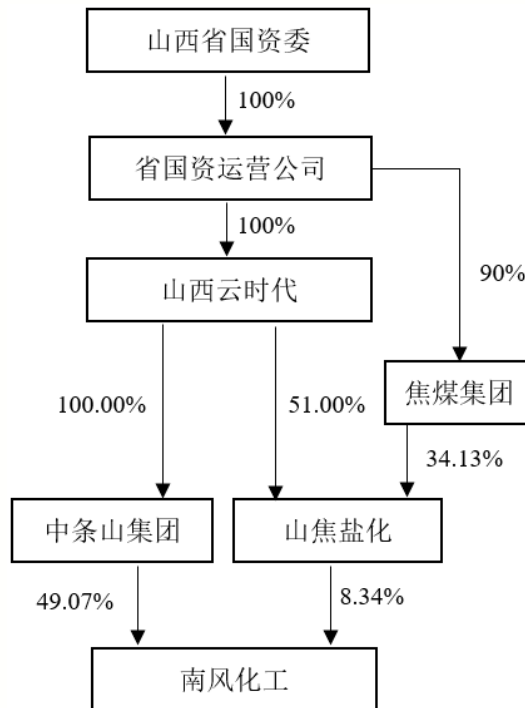 山西省国资委
100%
省国资运营公司
100%
山西云时代
90%
焦煤集团
100.00%
51.00%
34.13%
中条山集团
山焦盐化
49.07%
8.34%
南风化工